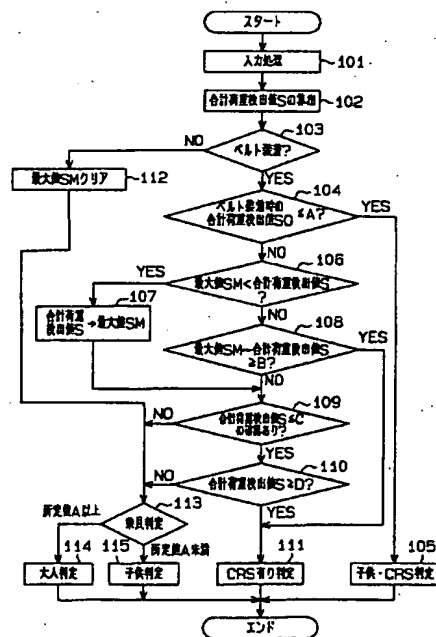 スタート
入力処理
101
合計荷重検出値Sの算出
102
103
ベルト装着?
NO
YES
最大値SMクリア
112
104
ベルト装着時の
合計荷重検出値SO ≦A?
YES
NO
106
最大値SM<合計荷重検出値S
?
YES
NO
107
合計荷重
検出値S→最大値SM
108
最大値SM-合計荷重検出値S
≧B?
YES
NO
109
合計荷重検出値S≦C
NO
YES
110
合計荷重検出値S≧D?
NO
YES
113
乗員判定
所定値A以上
所定値A未満
114
大人判定
115
子供判定
111
CRS有り判定
105
子供・CRS判定
エンド